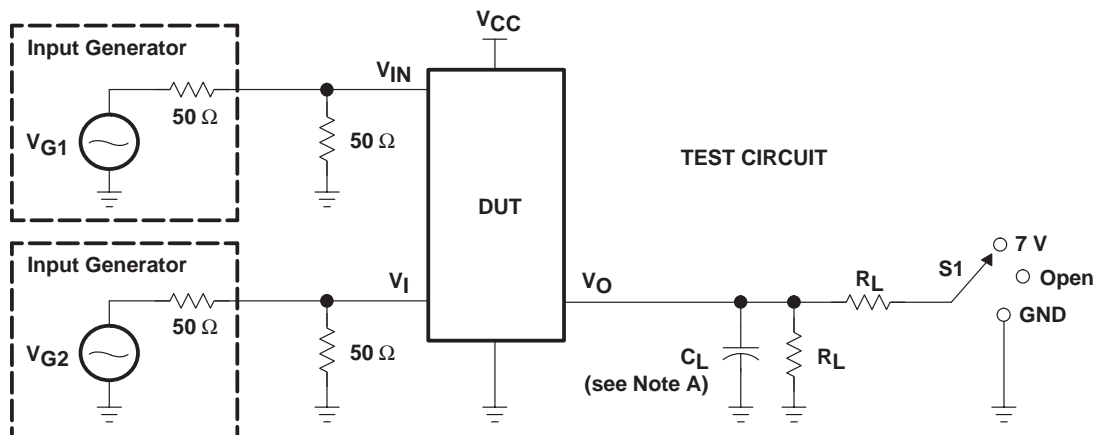 VCC
Input Generator
VIN
50 Ω
VG1
50 Ω
TEST CIRCUIT
DUT
Input Generator
7 V
S1
Open
VI
VO
RL
50 Ω
GND
VG2
50 Ω
CL
RL
(see Note A)